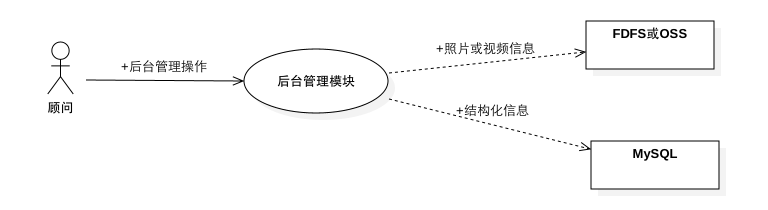 顾问
+后台管理操作
后台管理模块
+照片或视频信息
FDFS或OSS
+结构化信息
MySQL